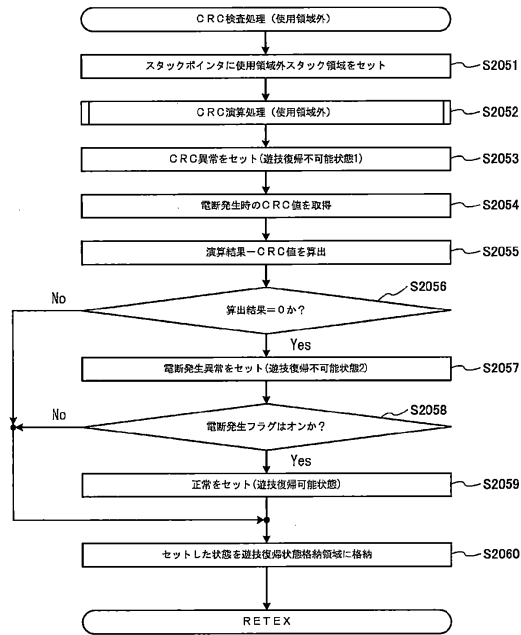 CRC検査処理（使用領域外）
スタックポインタに使用領域外スタック領域をセット
S2051
CRC演算処理（使用領域外）
S2052
CRC異常をセット(遊技復帰不可能状態1)
S2053
電断発生時のCRC値を取得
S2054
演算結果－CRC値を算出
S2055
S2056
算出結果＝0か？
No
Yes
電断発生異常をセット(遊技復帰不可能状態2)
S2057
S2058
電断発生フラグはオンか？
No
Yes
正常をセット(遊技復帰可能状態)
S2059
セットした状態を遊技復帰状態格納領域に格納
S2060
RETEX